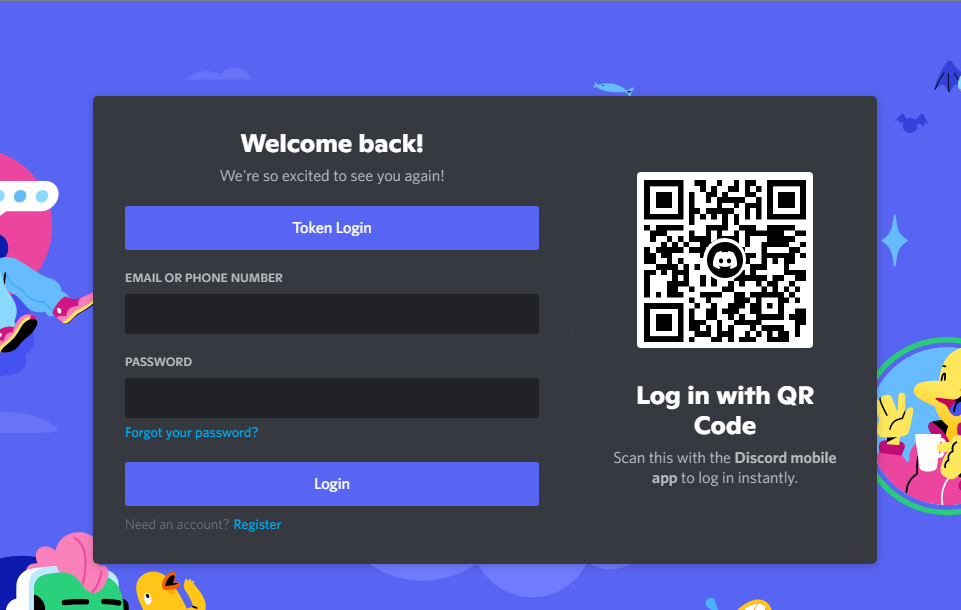 Welcome back!
We're so excited to see you again!
Token Login
EMAIL OR PHONE NUMBER
PASSWORD
Forgot your password?
Login
Need an account? Register
Log in with QR
Code
Scan this with the Discord mobile
app to log in instantly.